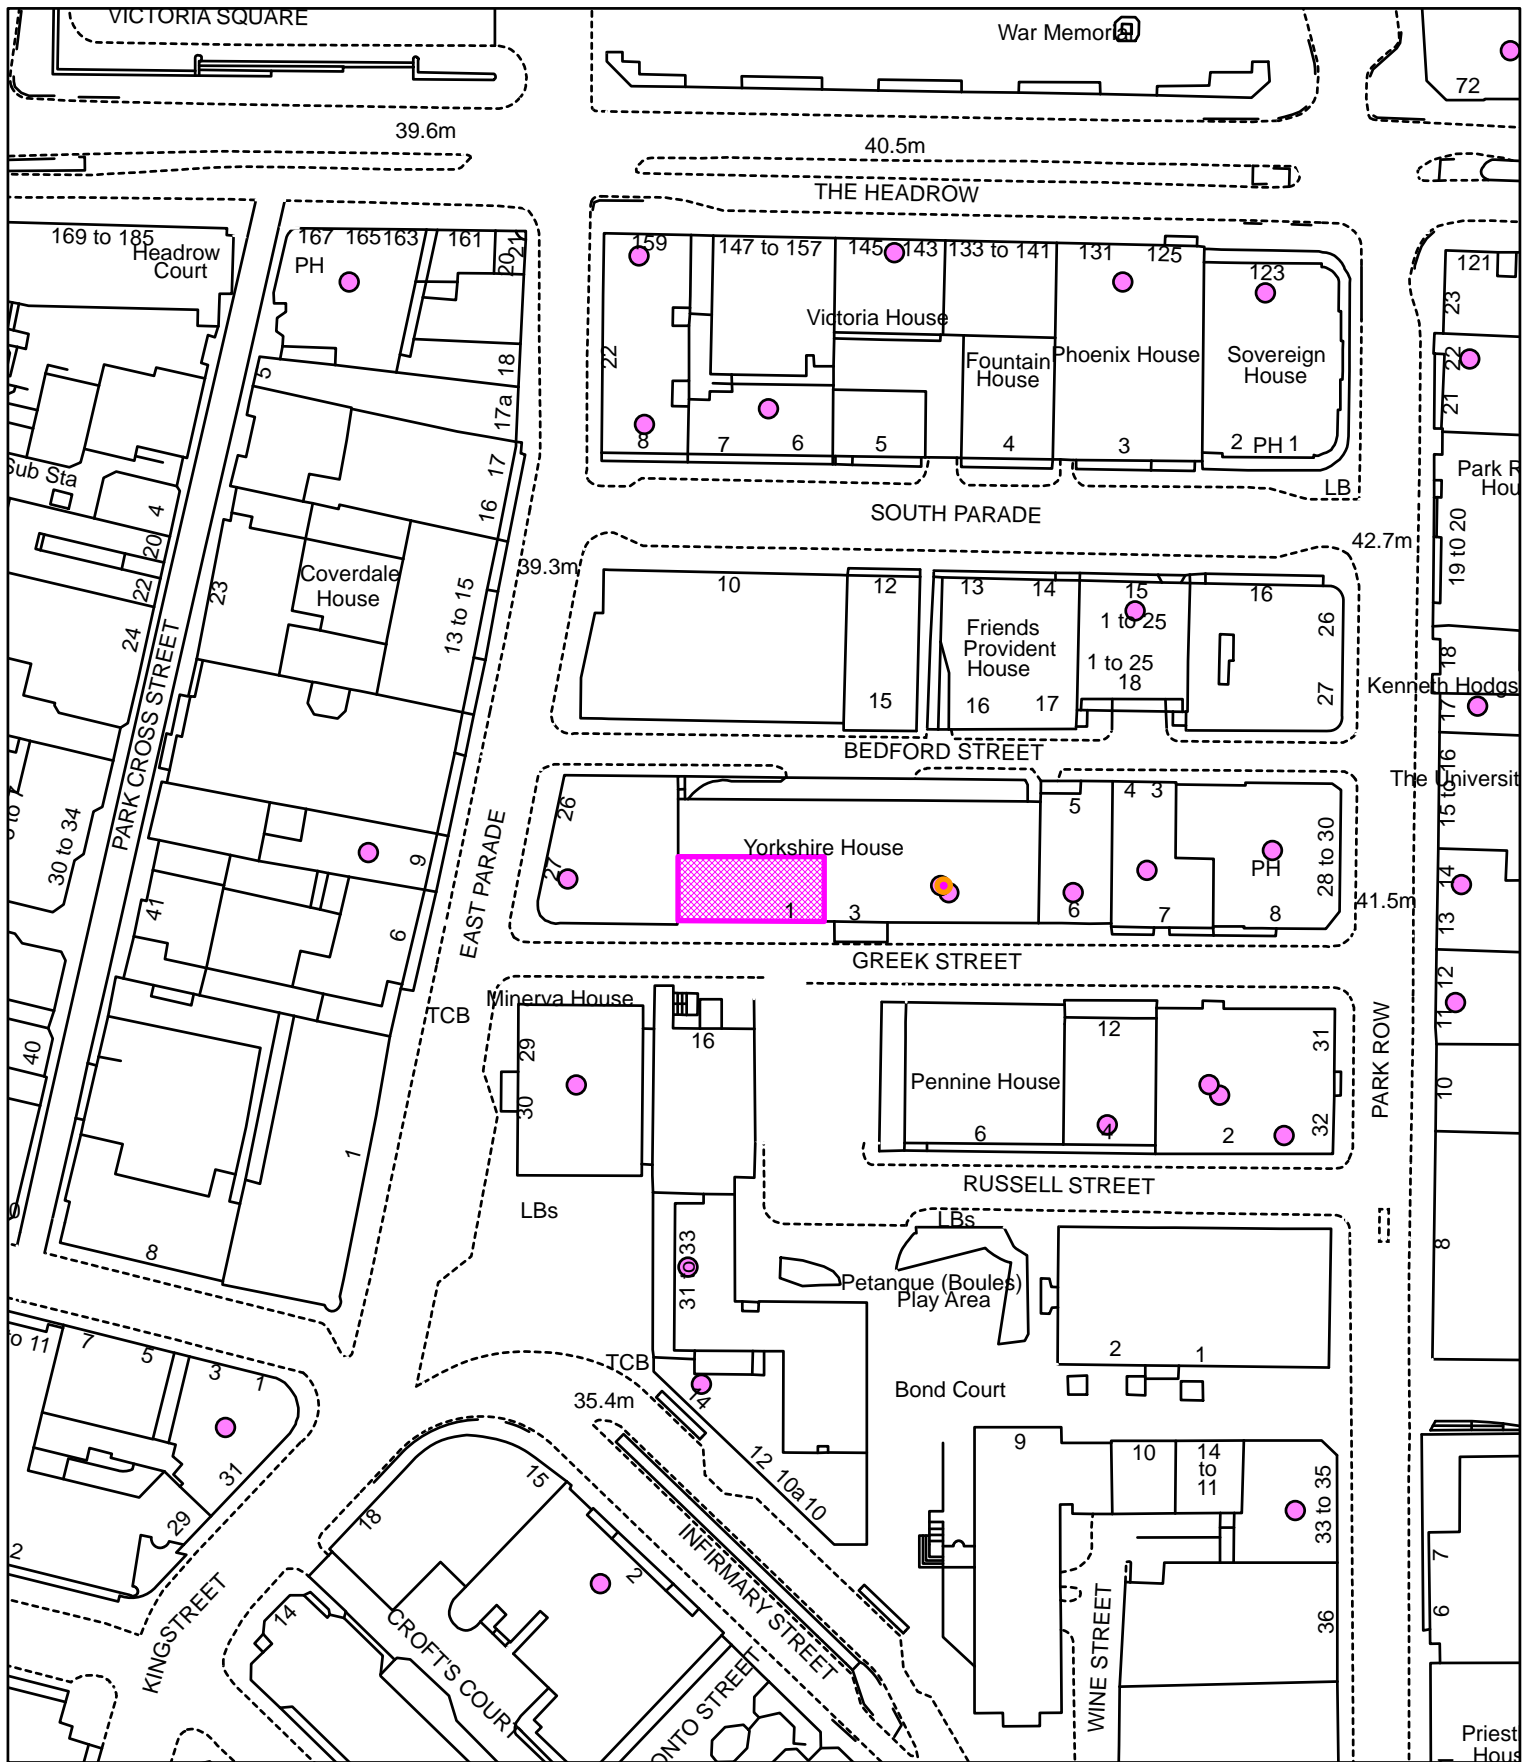 VICTORIA SQUARE
War Memorial
72
39.6m
40.5m
THE HEADROW
169 to 185
Headrow
Court
167
165
163
161
21
20
PH
159
147 to 157
145
143
133 to 141
131
125
123
121
23
Victoria House
22
Fountain
House
Phoenix House
Sovereign
House
22
21
5
18
17a
17
16
8
7
6
5
4
3
2
PH
1
Sub Sta
4
20
22
24
LB
SOUTH PARADE
42.7m
19 to 20
39.3m
Coverdale
House
23
13 to 15
10
12
13
14
15
16
1 to 25
Friends
Provident
House
1 to 25
18
26
27
15
16
17
18
17
PARK CROSS STREET
BEDFORD STREET
15 to 16
30 to 34
26
27
5
4
3
Yorkshire House
28 to 30
PH
9
14
13
41
6
1
3
6
7
8
41.5m
EAST PARADE
GREEK STREET
12
11
Minerva House
TCB
40
29
30
16
12
31
32
Pennine House
PARK ROW
10
6
4
2
1
RUSSELL STREET
LBs
LBs
8
8
31 to 33
Petanque (Boules)
Play Area
2
1
7
5
3
1
TCB
14
35.4m
Bond Court
12
10a
10
9
10
14
to
11
33 to 35
31
29
2
18
15
2
INFIRMARY STREET
7
6
36
KING STREET
14
CROFT'S COURT
WINE STREET